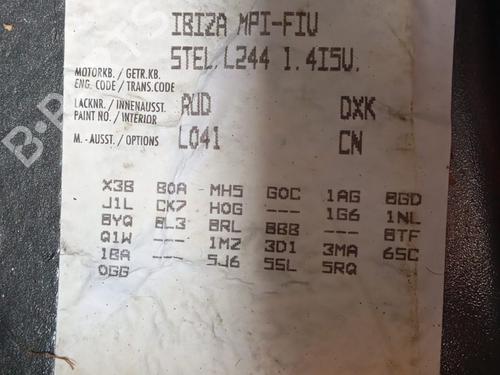 IBIZA MPI-FIV
STEL.L244 1.4I5V.
MOTORKB. / GETR.KB.
ENG. CODE / TRANS.CODE
LACKNR. / INNENAUSST. AUD DXK
PAINT NO. / INTERIOR
M. - AUSST. / OPTIONS L041 CN
X3B B0A MH5 G0C 1AG 8GD
J1L CK7 H0G --- 1G6 1NL
8YQ 8L3 8RL 8BB --- 8TF
Q1W --- 1MZ 3D1 3MA 6SC
1BA --- 5J6 5SL 5RQ
0GG